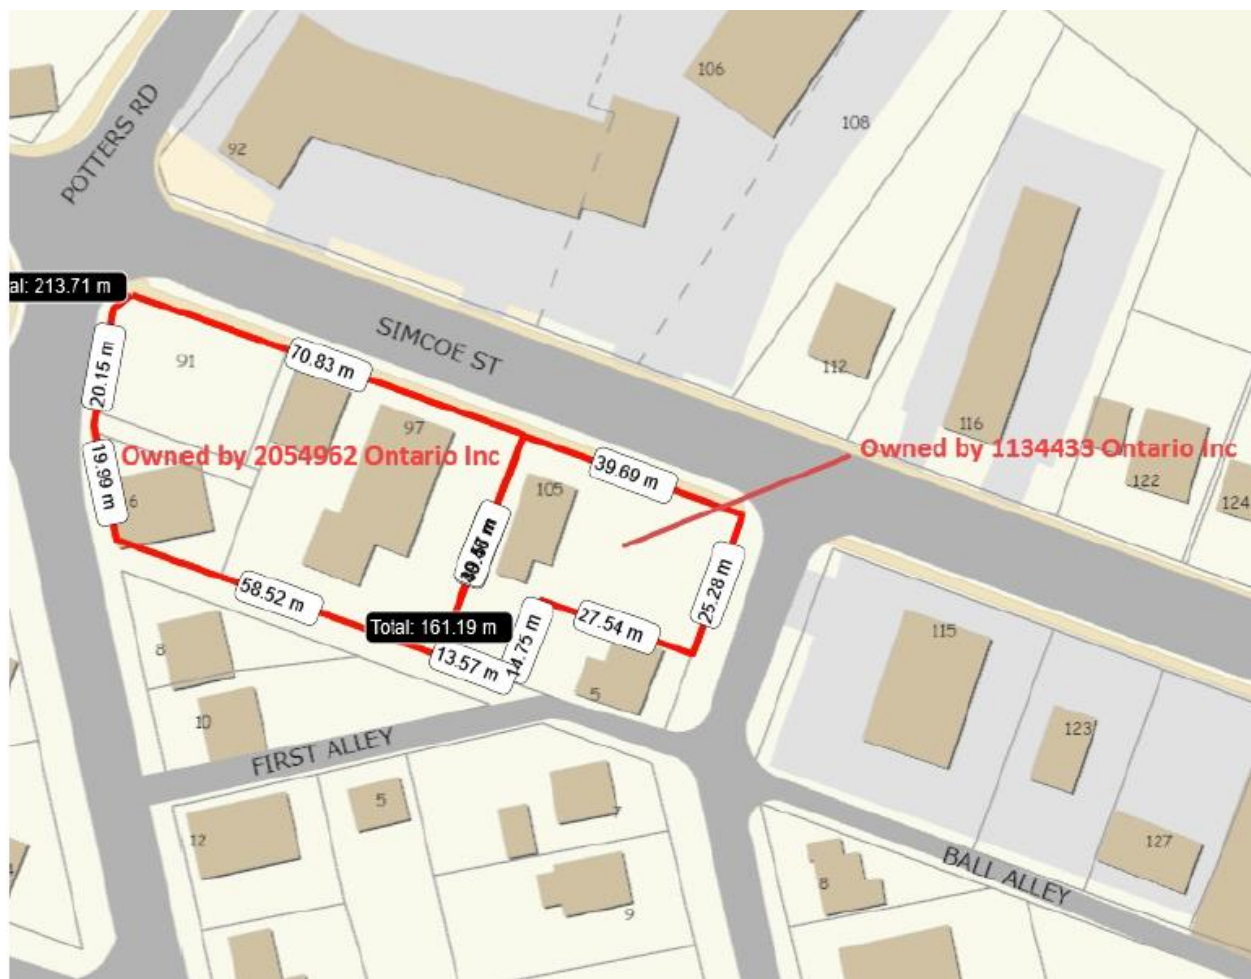 106
108
92
POTTERS RD
al: 213.71 m
SIMCOE ST
112
91
70.83 m
20.15 m
97
116
Owned by 2054962 Ontario Inc
Owned by 1134433 Ontario Inc
39.69 m
122
124
105
6
19.99 m
25.28 m
58.52 m
Total: 161.19 m
27.54 m
14.75 m
13.57 m
115
8
5
10
123
FIRST ALLEY
5
7
12
127
BALL ALLEY
8
9